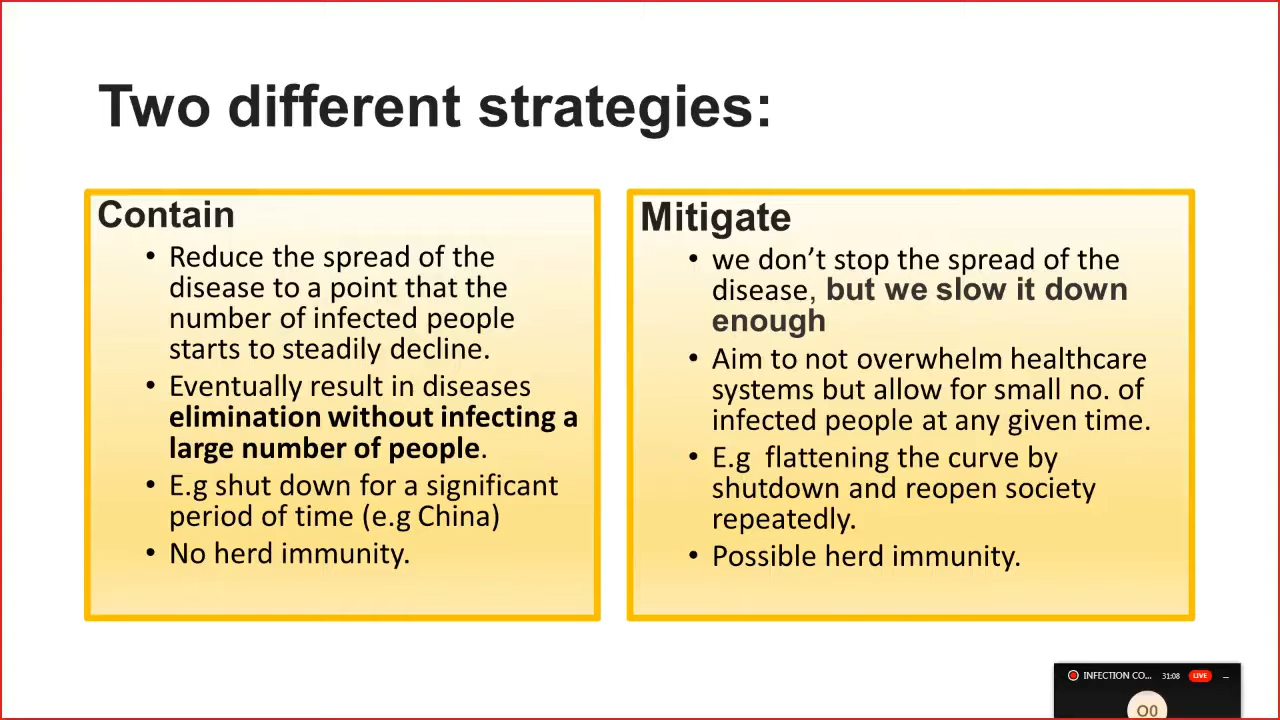 Two different strategies:
Contain
• Reduce the spread of the
disease to a point that the
number of infected people
starts to steadily decline.
• Eventually result in diseases
elimination without infecting a
large number of people.
• E.g shut down for a significant
period of time (e.g China)
• No herd immunity.
Mitigate
• we don’t stop the spread of the
disease, but we slow it down
enough
• Aim to not overwhelm healthcare
systems but allow for small no. of
infected people at any given time.
• E.g  flattening the curve by
shutdown and reopen society
repeatedly.
• Possible herd immunity.
INFECTION CO... 31:08 LIVE
O0